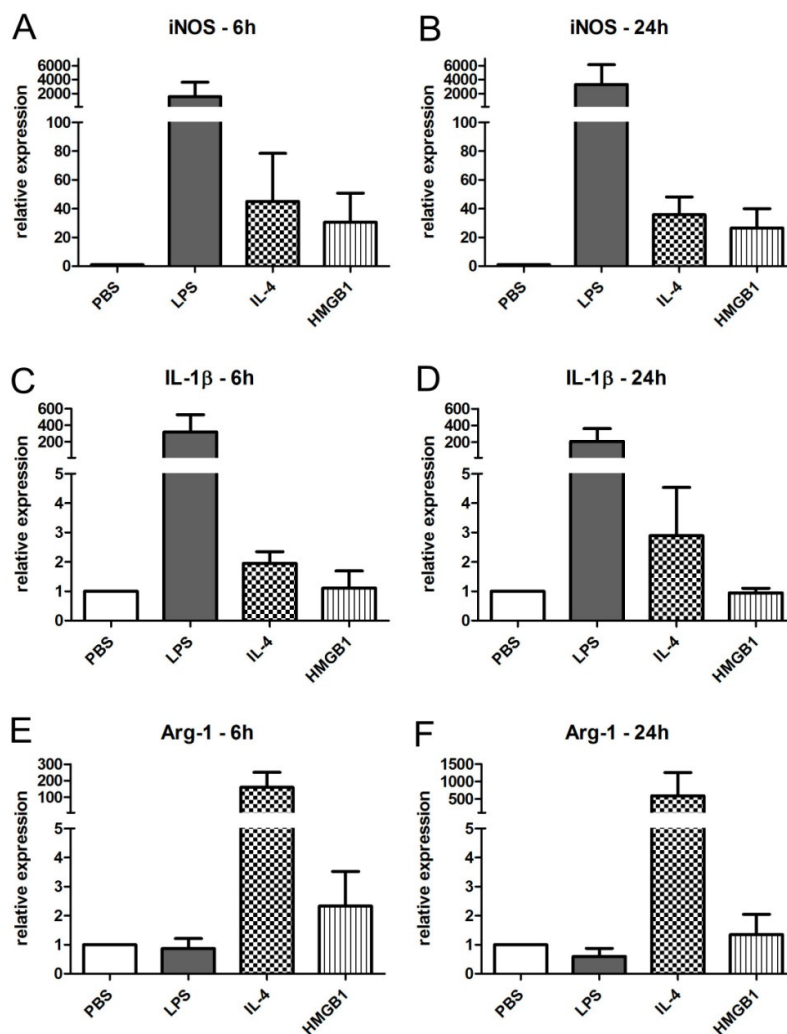 A
iNOS - 6h
relative expression
6000
4000
2000
100
80
60
40
20
0
PBS
LPS
IL-4
HMGB1
B
iNOS - 24h
relative expression
6000
4000
2000
100
80
60
40
20
0
PBS
LPS
IL-4
HMGB1
C
IL-1β - 6h
relative expression
600
400
200
5
4
3
2
1
0
PBS
LPS
IL-4
HMGB1
D
IL-1β - 24h
relative expression
600
400
200
5
4
3
2
1
0
PBS
LPS
IL-4
HMGB1
E
Arg-1 - 6h
relative expression
300
200
100
5
4
3
2
1
0
PBS
LPS
IL-4
HMGB1
F
Arg-1 - 24h
relative expression
1500
1000
500
5
4
3
2
1
0
PBS
LPS
IL-4
HMGB1